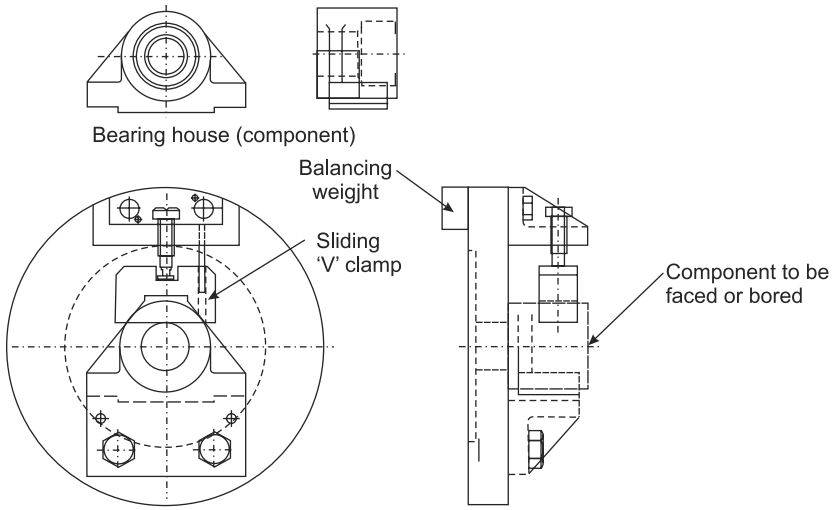 Bearing house (component)
Balancing
weigjht
Sliding
‘V’ clamp
Component to be
faced or bored